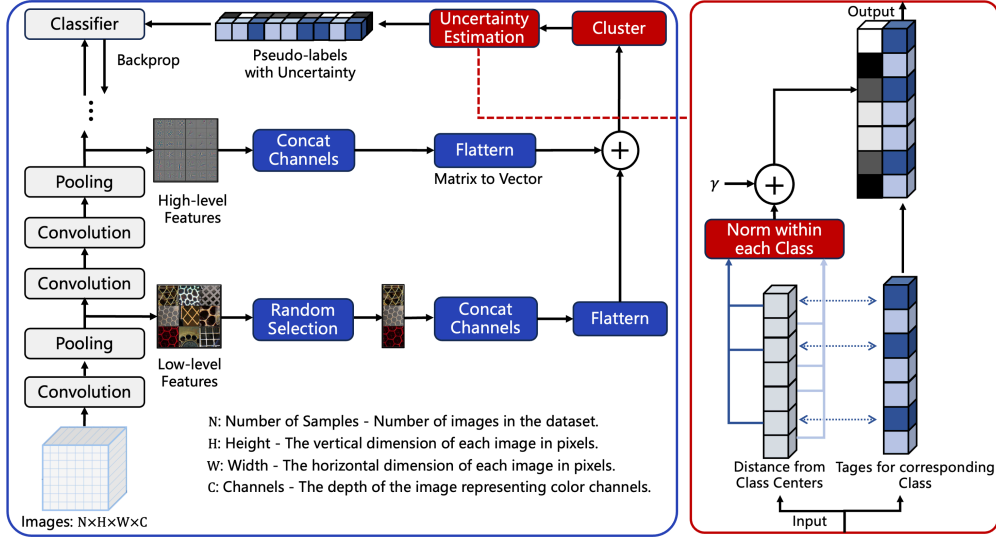 Classifier
Backprop
Pseudo-labels
with Uncertainty
Uncertainty
Estimation
Cluster
High-level
Features
Concat
Channels
Flattern
Matrix to Vector
+
Pooling
Convolution
Convolution
Pooling
Convolution
Low-level
Features
Random
Selection
Concat
Channels
Flattern
N: Number of Samples - Number of images in the dataset.
H: Height - The vertical dimension of each image in pixels.
W: Width - The horizontal dimension of each image in pixels.
C: Channels - The depth of the image representing color channels.
Images: N×H×W×C
Output
γ
+
Norm within
each Class
Distance from
Class Centers
Tages for corresponding
Class
Input